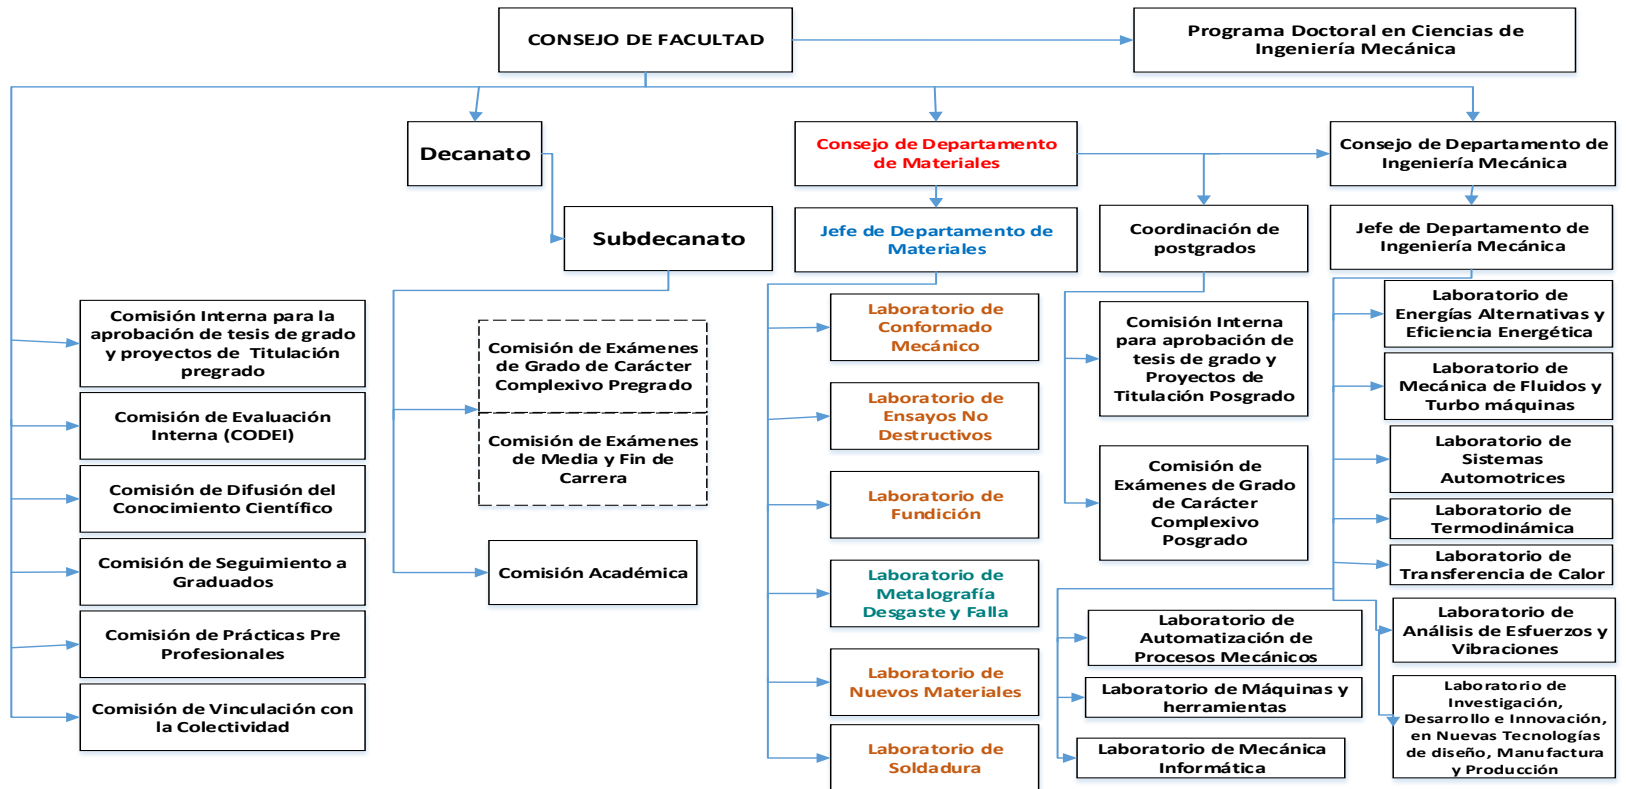 CONSEJO DE FACULTAD
Programa Doctoral en Ciencias de
Ingeniería Mecánica
Decanato
Consejo de Departamento
de Materiales
Consejo de Departamento de
Ingeniería Mecánica
Subdecanato
Jefe de Departamento de
Materiales
Coordinación de
postgrados
Jefe de Departamento de
Ingeniería Mecánica
Comisión Interna para la
aprobación de tesis de grado
y proyectos de Titulación
pregrado
Comisión de Evaluación
Interna (CODEI)
Comisión de Difusión del
Conocimiento Científico
Comisión de Seguimiento a
Graduados
Comisión de Prácticas Pre
Profesionales
Comisión de Vinculación con
la Colectividad
Comisión de Exámenes
de Grado de Carácter
Complexivo Pregrado
Comisión de Exámenes
de Media y Fin de
Carrera
Comisión Académica
Laboratorio de
Conformado
Mecánico
Laboratorio de
Ensayos No
Destructivos
Laboratorio de
Fundición
Laboratorio de
Metalografía
Desgaste y Falla
Laboratorio de
Nuevos Materiales
Laboratorio de
Soldadura
Comisión Interna
para aprobación de
tesis de grado y
Proyectos de
Titulación Posgrado
Comisión de
Exámenes de Grado
de Carácter
Complexivo
Posgrado
Laboratorio de
Automatización de
Procesos Mecánicos
Laboratorio de Máquinas y
herramientas
Laboratorio de Mecánica
Informática
Laboratorio de
Energías Alternativas y
Eficiencia Energética
Laboratorio de
Mecánica de Fluidos y
Turbo máquinas
Laboratorio de
Sistemas
Automotrices
Laboratorio de
Termodinámica
Laboratorio de
Transferencia de Calor
Laboratorio de
Análisis de Esfuerzos y
Vibraciones
Laboratorio de
Investigación,
Desarrollo e Innovación,
en Nuevas Tecnologías
de diseño, Manufactura
y Producción